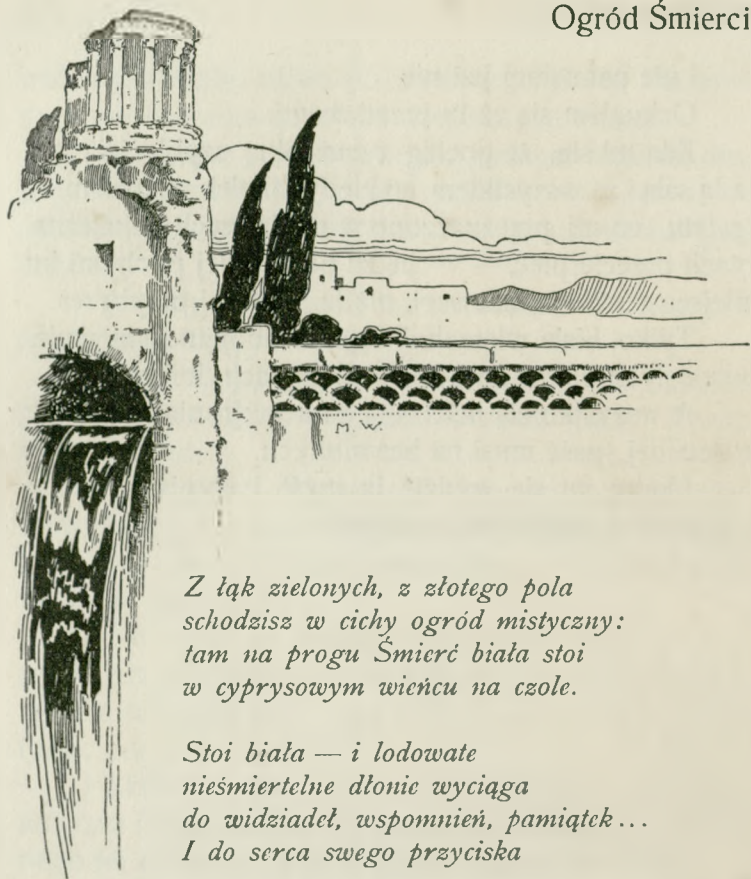 Ogród Śmierci
M. W.
Z łąk zielonych, z złotego pola
schodzisz w cichy ogród mistyczny:
tam na progu Śmierć biała stoi
w cyprysowym wieńcu na czole.
Stoi biała — i lodowate
nieśmiertelne dłonie wyciąga
do widziadeł, wspomnień, pamiątek...
I do serca swego przyciska